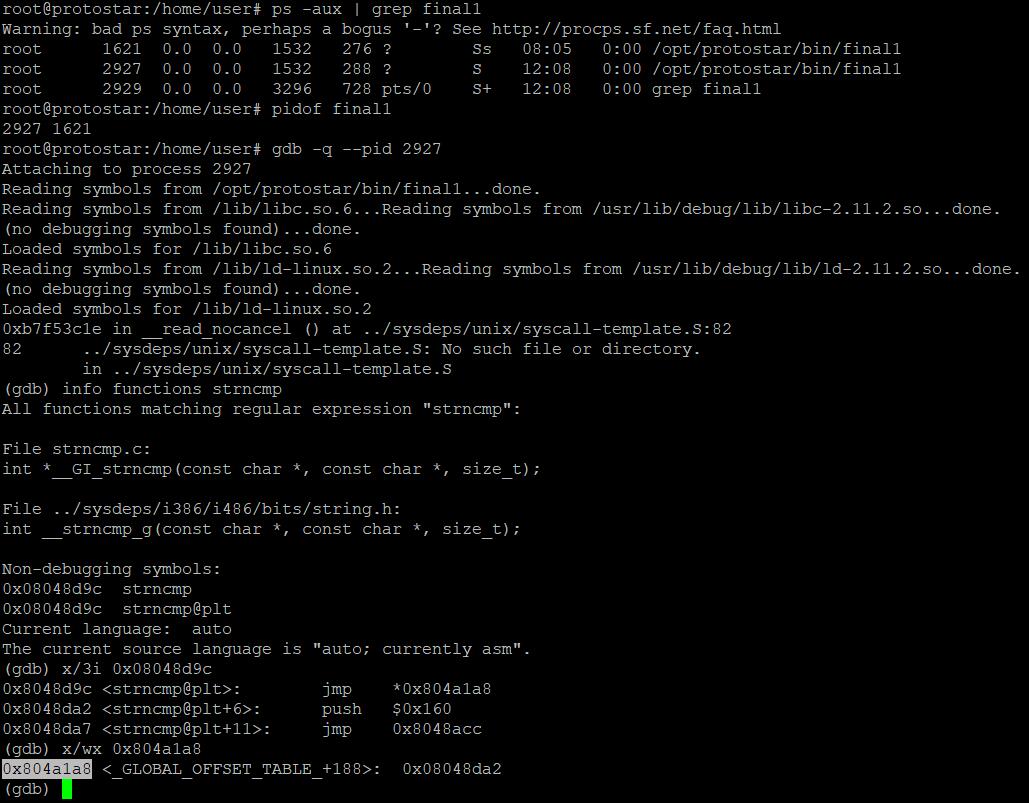 root@protostar:/home/user# ps -aux | grep final1
Warning: bad ps syntax, perhaps a bogus '-'? See http://procps.sf.net/faq.html
root      1621  0.0  0.0   1532   276 ?        Ss   08:05   0:00 /opt/protostar/bin/final1
root      2927  0.0  0.0   1532   288 ?        S    12:08   0:00 /opt/protostar/bin/final1
root      2929  0.0  0.0   3296   728 pts/0    S+   12:08   0:00 grep final1
root@protostar:/home/user# pidof final1
2927 1621
root@protostar:/home/user# gdb -q --pid 2927
Attaching to process 2927
Reading symbols from /opt/protostar/bin/final1...done.
Reading symbols from /lib/libc.so.6...Reading symbols from /usr/lib/debug/lib/libc-2.11.2.so...done.
(no debugging symbols found)...done.
Loaded symbols for /lib/libc.so.6
Reading symbols from /lib/ld-linux.so.2...Reading symbols from /usr/lib/debug/lib/ld-2.11.2.so...done.
(no debugging symbols found)...done.
Loaded symbols for /lib/ld-linux.so.2
0xb7f53c1e in __read_nocancel () at ../sysdeps/unix/syscall-template.S:82
82      ../sysdeps/unix/syscall-template.S: No such file or directory.
        in ../sysdeps/unix/syscall-template.S
(gdb) info functions strncmp
All functions matching regular expression "strncmp":

File strncmp.c:
int *__GI_strncmp(const char *, const char *, size_t);

File ../sysdeps/i386/i486/bits/string.h:
int __strncmp_g(const char *, const char *, size_t);

Non-debugging symbols:
0x08048d9c  strncmp
0x08048d9c  strncmp@plt
Current language:  auto
The current source language is "auto; currently asm".
(gdb) x/3i 0x08048d9c
0x8048d9c <strncmp@plt>:        jmp    *0x804a1a8
0x8048da2 <strncmp@plt+6>:      push   $0x160
0x8048da7 <strncmp@plt+11>:     jmp    0x8048acc
(gdb) x/wx 0x804a1a8
0x804a1a8 <_GLOBAL_OFFSET_TABLE_+188>:  0x08048da2
(gdb)